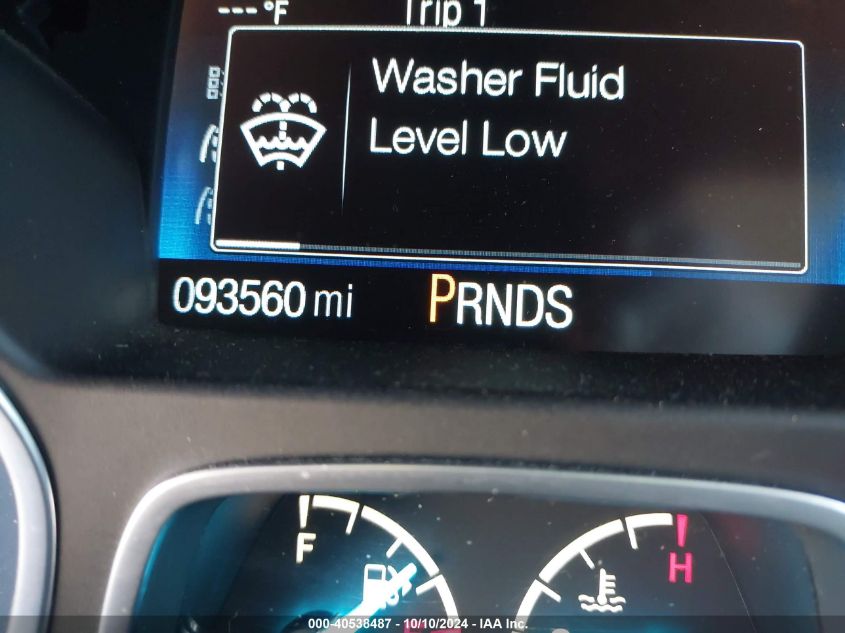 ---°F Trip 1
Washer Fluid
Level Low
093560 mi PRNDS
F
H
000-40538487 - 10/10/2024 - IAA Inc.